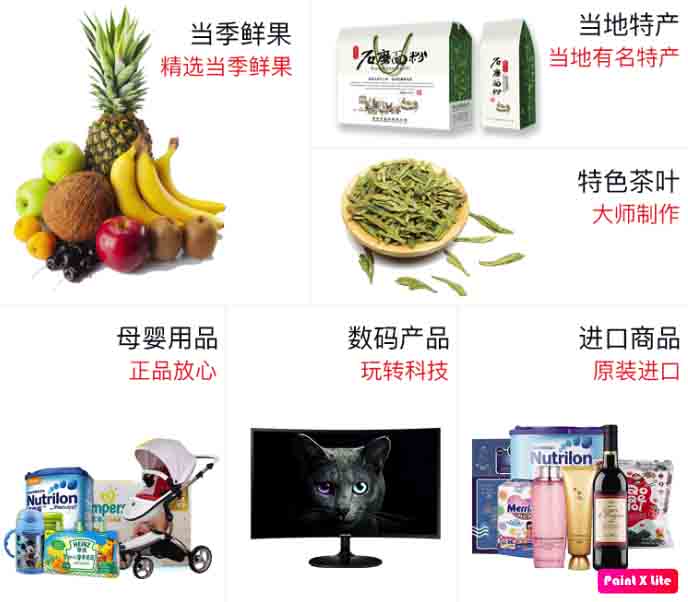 当季鲜果
精选当季鲜果
当地特产
当地有名特产
石磨面粉
石磨面粉
特色茶叶
大师制作
母婴用品
正品放心
数码产品
玩转科技
进口商品
原装进口
Nutrilon
HEINZ
Nutrilon
Merries
Paint X Lite